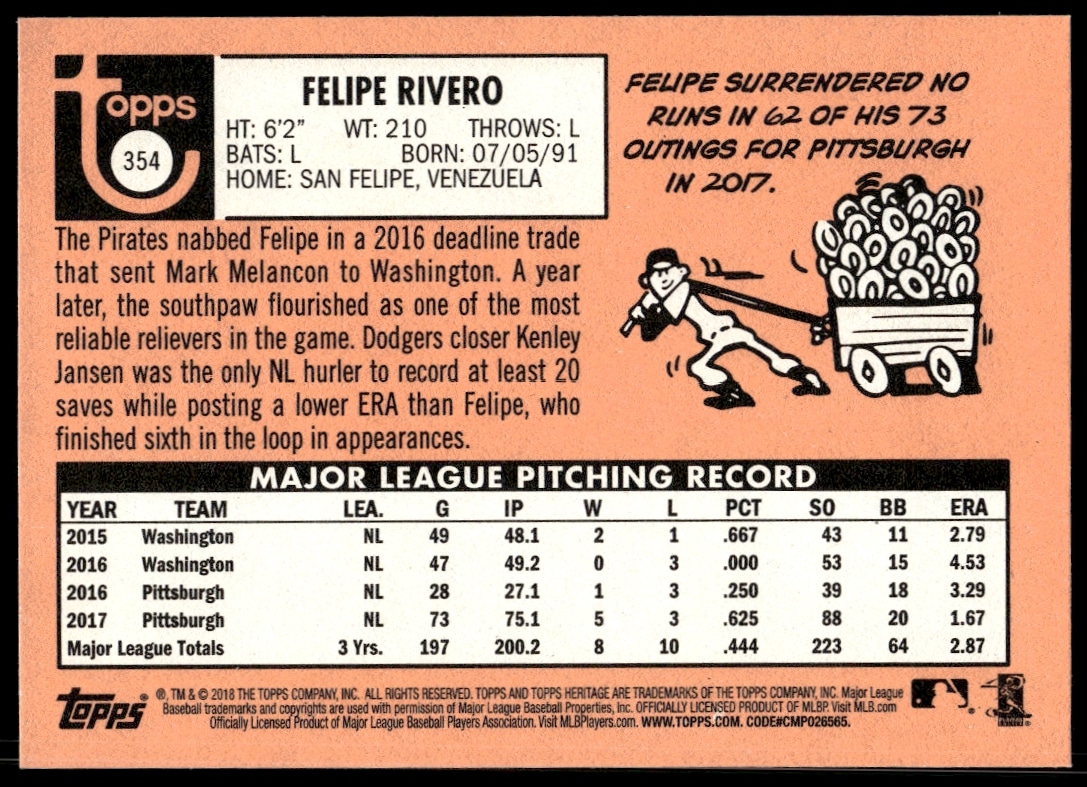 topps
354
FELIPE RIVERO
HT: 6'2" WT: 210 THROWS: L
BATS: L BORN: 07/05/91
HOME: SAN FELIPE, VENEZUELA
FELIPE SURRENDERED NO
RUNS IN 62 OF HIS 73
OUTINGS FOR PITTSBURGH
IN 2017.
The Pirates nabbed Felipe in a 2016 deadline trade
that sent Mark Melancon to Washington. A year
later, the southpaw flourished as one of the most
reliable relievers in the game. Dodgers closer Kenley
Jansen was the only NL hurler to record at least 20
saves while posting a lower ERA than Felipe, who
finished sixth in the loop in appearances.
MAJOR LEAGUE PITCHING RECORD
YEAR TEAM LEA. G IP W L PCT SO BB ERA
2015 Washington NL 49 48.1 2 1 .667 43 11 2.79
2016 Washington NL 47 49.2 0 3 .000 53 15 4.53
2016 Pittsburgh NL 28 27.1 1 3 .250 39 18 3.29
2017 Pittsburgh NL 73 75.1 5 3 .625 88 20 1.67
Major League Totals 3 Yrs. 197 200.2 8 10 .444 223 64 2.87
TOPPS®
®, TM & © 2018 THE TOPPS COMPANY, INC. ALL RIGHTS RESERVED. TOPPS AND TOPPS HERITAGE ARE TRADEMARKS OF THE TOPPS COMPANY, INC. Major League
Baseball trademarks and copyrights are used with permission of Major League Baseball Properties, Inc. OFFICIALLY LICENSED PRODUCT OF MLBP. Visit MLB.com
Officially Licensed Product of Major League Baseball Players Association. Visit MLBPlayers.com. WWW.TOPPS.COM. CODE#CMP026565.